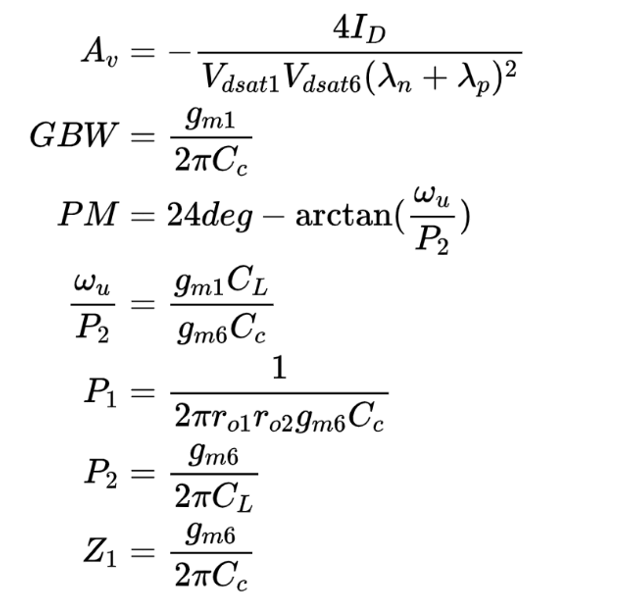 A_v = -\frac{4I_D}{V_{dsat1}V_{dsat6}(\lambda_n + \lambda_p)^2}
GBW = \frac{g_{m1}}{2\pi C_c}
PM = 24deg - \arctan(\frac{\omega_u}{P_2})
\frac{\omega_u}{P_2} = \frac{g_{m1}C_L}{g_{m6}C_c}
P_1 = \frac{1}{2\pi r_{o1}r_{o2}g_{m6}C_c}
P_2 = \frac{g_{m6}}{2\pi C_L}
Z_1 = \frac{g_{m6}}{2\pi C_c}